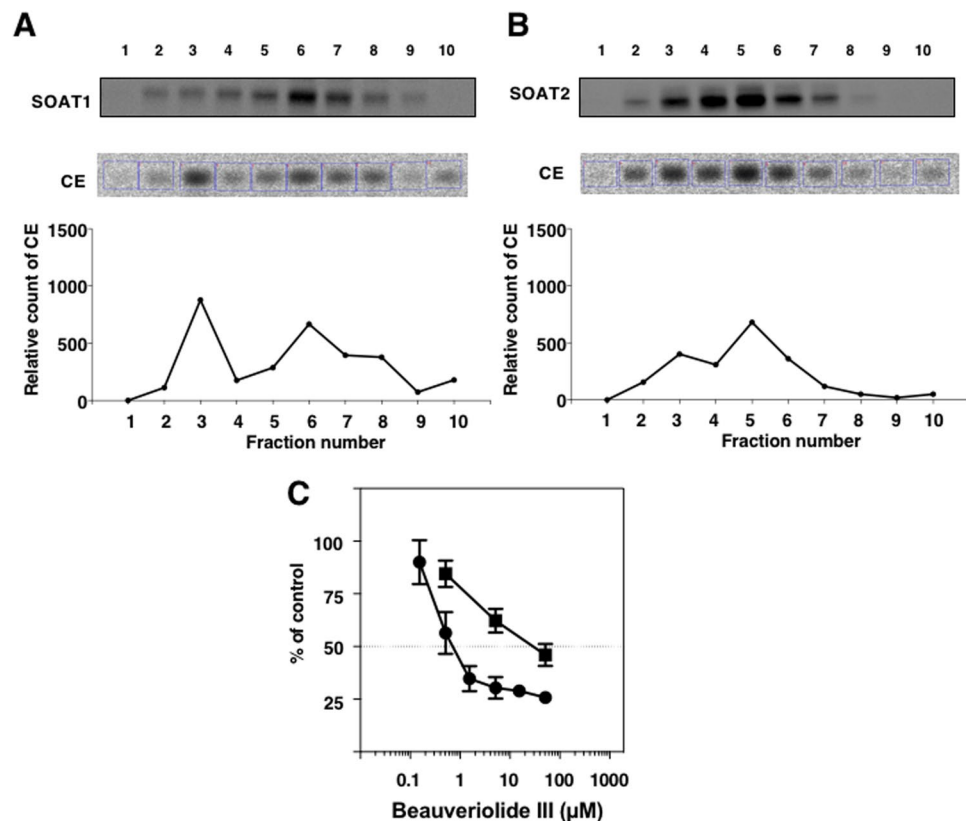 A
1 2 3 4 5 6 7 8 9 10
SOAT1
CE
Relative count of CE
1500
1000
500
0
1 2 3 4 5 6 7 8 9 10
Fraction number
B
1 2 3 4 5 6 7 8 9 10
SOAT2
CE
Relative count of CE
1500
1000
500
0
1 2 3 4 5 6 7 8 9 10
Fraction number
C
% of control
100
75
50
25
0.1 1 10 100 1000
Beauveriolide III (μM)